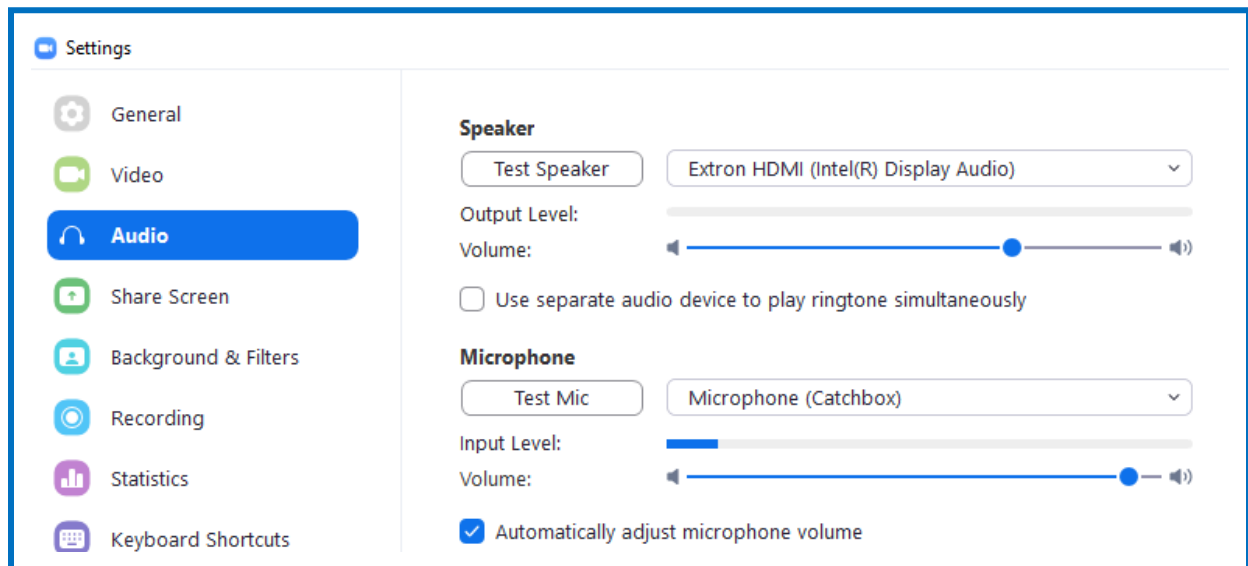 Settings
General
Video
Audio
Share Screen
Background & Filters
Recording
Statistics
Keyboard Shortcuts
Speaker
Test Speaker Extron HDMI (Intel(R) Display Audio)
Output Level:
Volume:
Use separate audio device to play ringtone simultaneously
Microphone
Test Mic Microphone (Catchbox)
Input Level:
Volume:
Automatically adjust microphone volume